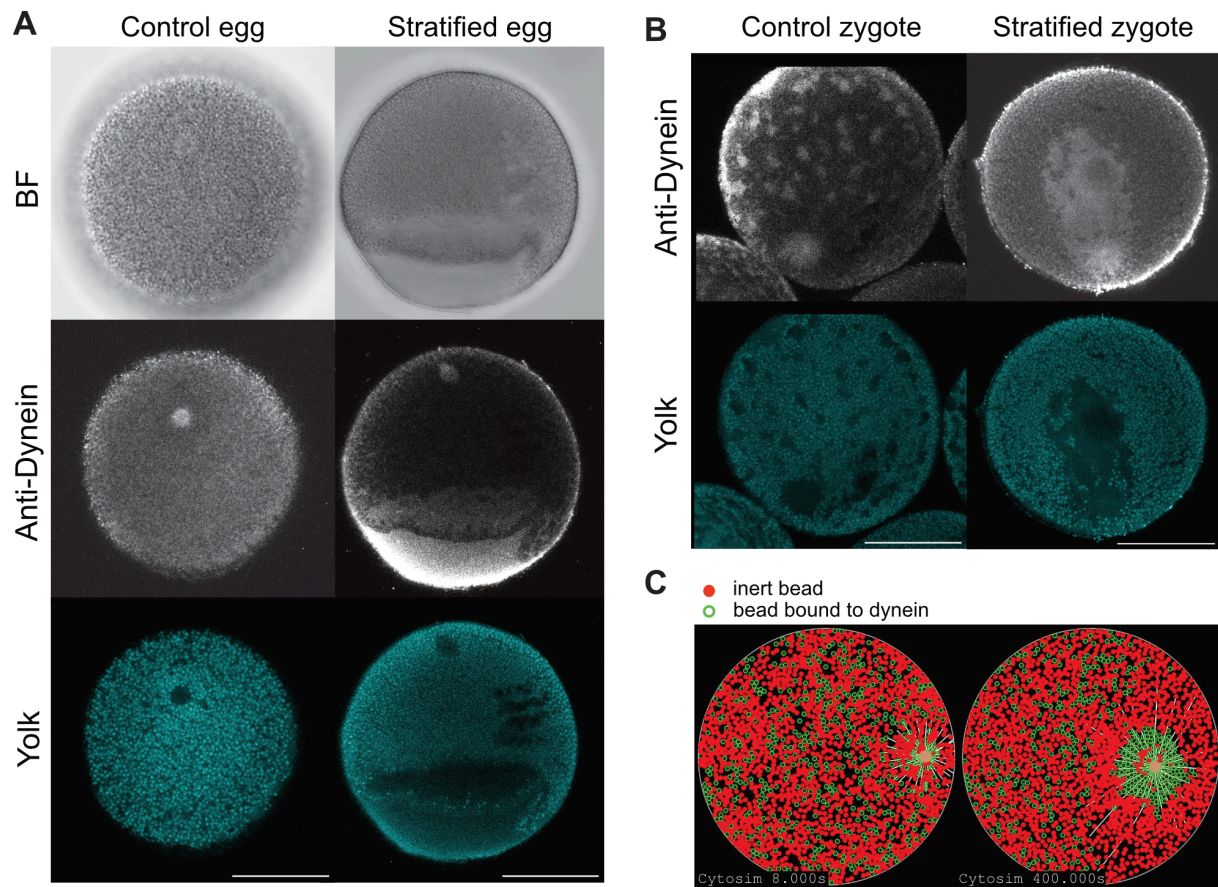 A
Control egg
Stratified egg
BF
Anti-Dynein
Yolk
B
Control zygote
Stratified zygote
Anti-Dynein
Yolk
C
inert bead
bead bound to dynein
Cytosim 8.000s
Cytosim 400.000s